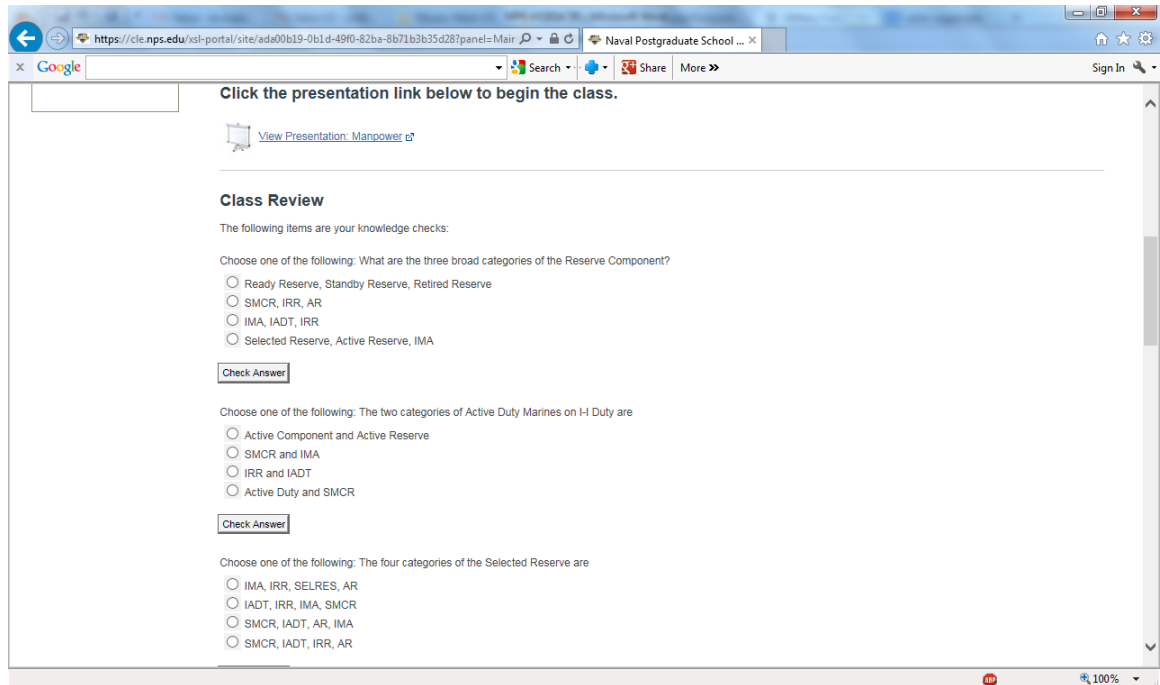 https://cle.nps.edu/xsl-portal/site/ada00b19-0b1d-49f0-82ba-8b71b3b35d28?panel=Mair
Naval Postgraduate School ...
x Google Search Share More >> Sign In
Click the presentation link below to begin the class.
View Presentation: Manpower
Class Review
The following items are your knowledge checks:
Choose one of the following: What are the three broad categories of the Reserve Component?
Ready Reserve, Standby Reserve, Retired Reserve
SMCR, IRR, AR
IMA, IADT, IRR
Selected Reserve, Active Reserve, IMA
Check Answer
Choose one of the following: The two categories of Active Duty Marines on I-I Duty are
Active Component and Active Reserve
SMCR and IMA
IRR and IADT
Active Duty and SMCR
Check Answer
Choose one of the following: The four categories of the Selected Reserve are
IMA, IRR, SELRES, AR
IADT, IRR, IMA, SMCR
SMCR, IADT, AR, IMA
SMCR, IADT, IRR, AR
ABP 100%